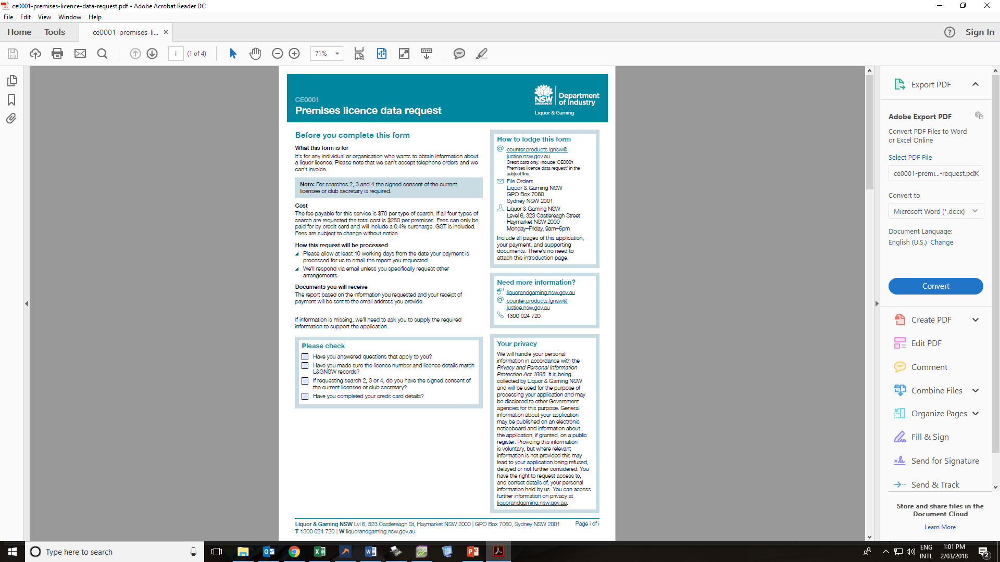 ce0001-premises-licence-data-request.pdf - Adobe Acrobat Reader DC
File Edit View Window Help
Home Tools ce0001-premises-li... ×
Sign In
i (1 of 4) 71%
CE0001
Premises licence data request
NSW
GOVERNMENT
Department
of Industry
Liquor & Gaming
Before you complete this form
What this form is for
It's for any individual or organisation who wants to obtain information about
a liquor licence. Please note that we can't accept telephone orders and we
can't invoice.
Note: For searches 2, 3 and 4 the signed consent of the current
licensee or club secretary is required.
Cost
The fee payable for this service is $70 per type of search. If all four types of
search are requested the total cost is $280 per premises. Fees can only be
paid for by credit card and will include a 0.4% surcharge. GST is included.
Fees are subject to change without notice.
How this request will be processed
Please allow at least 10 working days from the date your payment is
processed for us to email the report you requested.
We'll respond via email unless you specifically request other
arrangements.
Documents you will receive
The report based on the information you requested and your receipt of
payment will be sent to the email address you provide.
If information is missing, we'll need to ask you to supply the required
information to support the application.
Please check
Have you answered questions that apply to you?
Have you made sure the licence number and licence details match
L&GNSW records?
If requesting search 2, 3 or 4, do you have the signed consent of
the current licensee or club secretary?
Have you completed your credit card details?
How to lodge this form
counter.products.lgnsw@
justice.nsw.gov.au
Credit card only. Include 'CE0001
Premises licence data request' in the
subject line.
File Orders
Liquor & Gaming NSW
GPO Box 7060
Sydney NSW 2001
Liquor & Gaming NSW
Level 6, 323 Castlereagh Street
Haymarket NSW 2000
Monday–Friday, 9am–5pm
Include all pages of this application,
your payment, and supporting
documents. There's no need to
attach this introduction page.
Need more information?
liquorandgaming.nsw.gov.au
counter.products.lgnsw@
justice.nsw.gov.au
1300 024 720
Your privacy
We will handle your personal
information in accordance with the
Privacy and Personal Information
Protection Act 1998. It is being
collected by Liquor & Gaming NSW
and will be used for the purpose of
processing your application and may
be disclosed to other Government
agencies for this purpose. General
information about your application
may be published on an electronic
noticeboard and information about
the application, if granted, on a public
register. Providing this information
is voluntary, but where relevant
information is not provided this may
lead to your application being refused,
delayed or not further considered. You
have the right to request access to,
and correct details of, your personal
information held by us. You can access
further information on privacy at
liquorandgaming.nsw.gov.au.
Liquor & Gaming NSW Lvl 6, 323 Castlereagh St, Haymarket NSW 2000 | GPO Box 7060, Sydney NSW 2001 Page i of i
T 1300 024 720 | W liquorandgaming.nsw.gov.au
Export PDF
Adobe Export PDF
Convert PDF Files to Word
or Excel Online
Select PDF File
ce0001-premi...-request.pdf
Convert to
Microsoft Word (*.docx)
Document Language:
English (U.S.) Change
Convert
Create PDF
Edit PDF
Comment
Combine Files
Organize Pages
Fill & Sign
Send for Signature
Send & Track
Store and share files in the
Document Cloud
Learn More
Type here to search
ENG
INTL
1:01 PM
2/03/2018
2